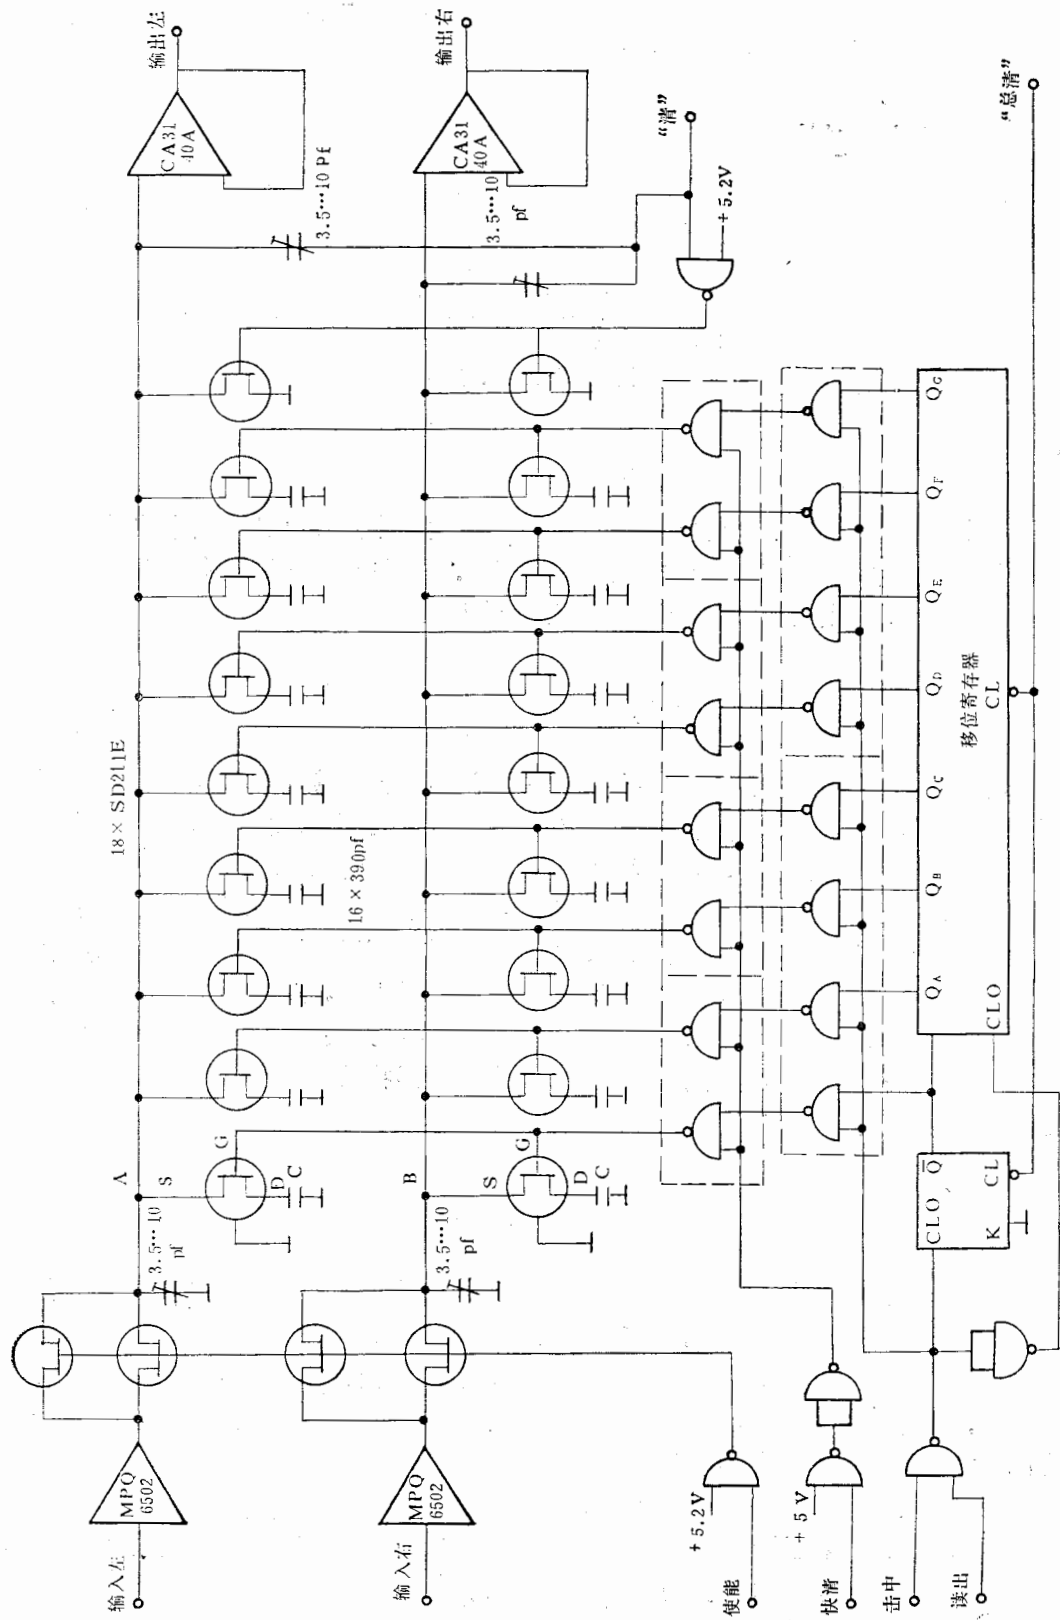 输入左
MPQ
6502
3.5…10
pf
A
S
G
D
C
18×SD211E
16×390pf
3.5…10Pf
CA31
40A
输出左
输入右
MPQ
6502
3.5…10
pf
B
S
G
D
C
3.5…10
pf
CA31
40A
输出右
“清”
+5.2V
+5.2V
使能
+5V
快清
击中
读出
CLO
Q̄
K
CL
QA
QB
QC
QD
QE
QF
QG
CLO
移位寄存器
CL
“总清”